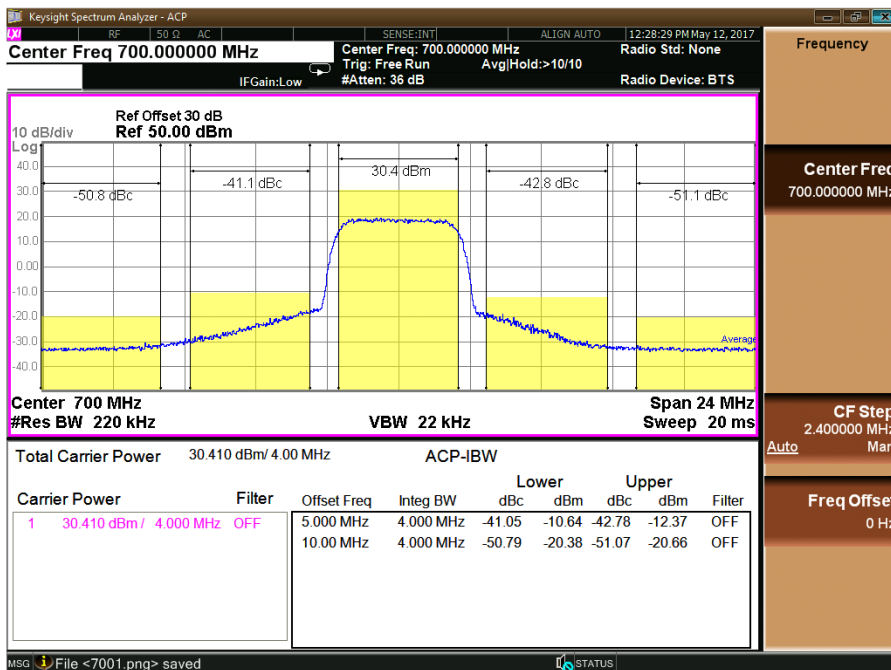 Keysight Spectrum Analyzer - ACP
LXI RF 50 Ω AC SENSE:INT ALIGN AUTO 12:28:29 PM May 12, 2017
Center Freq 700.000000 MHz
Center Freq: 700.000000 MHz Radio Std: None
Trig: Free Run Avg|Hold:>10/10
IFGain:Low #Atten: 36 dB Radio Device: BTS
Ref Offset 30 dB
10 dB/div Ref 50.00 dBm
Log
40.0
30.0
20.0
10.0
0.00
-10.0
-20.0
-30.0
-40.0
-50.8 dBc -41.1 dBc 30.4 dBm -42.8 dBc -51.1 dBc
Average
Center 700 MHz Span 24 MHz
#Res BW 220 kHz VBW 22 kHz Sweep 20 ms
Total Carrier Power 30.410 dBm/ 4.00 MHz ACP-IBW
Lower Upper
Carrier Power Filter Offset Freq Integ BW dBc dBm dBc dBm Filter
1 30.410 dBm / 4.000 MHz OFF 5.000 MHz 4.000 MHz -41.05 -10.64 -42.78 -12.37 OFF
10.00 MHz 4.000 MHz -50.79 -20.38 -51.07 -20.66 OFF
MSG File <7001.png> saved STATUS
Frequency
Center Freq
700.000000 MHz
CF Step
2.400000 MHz
Auto Man
Freq Offset
0 Hz